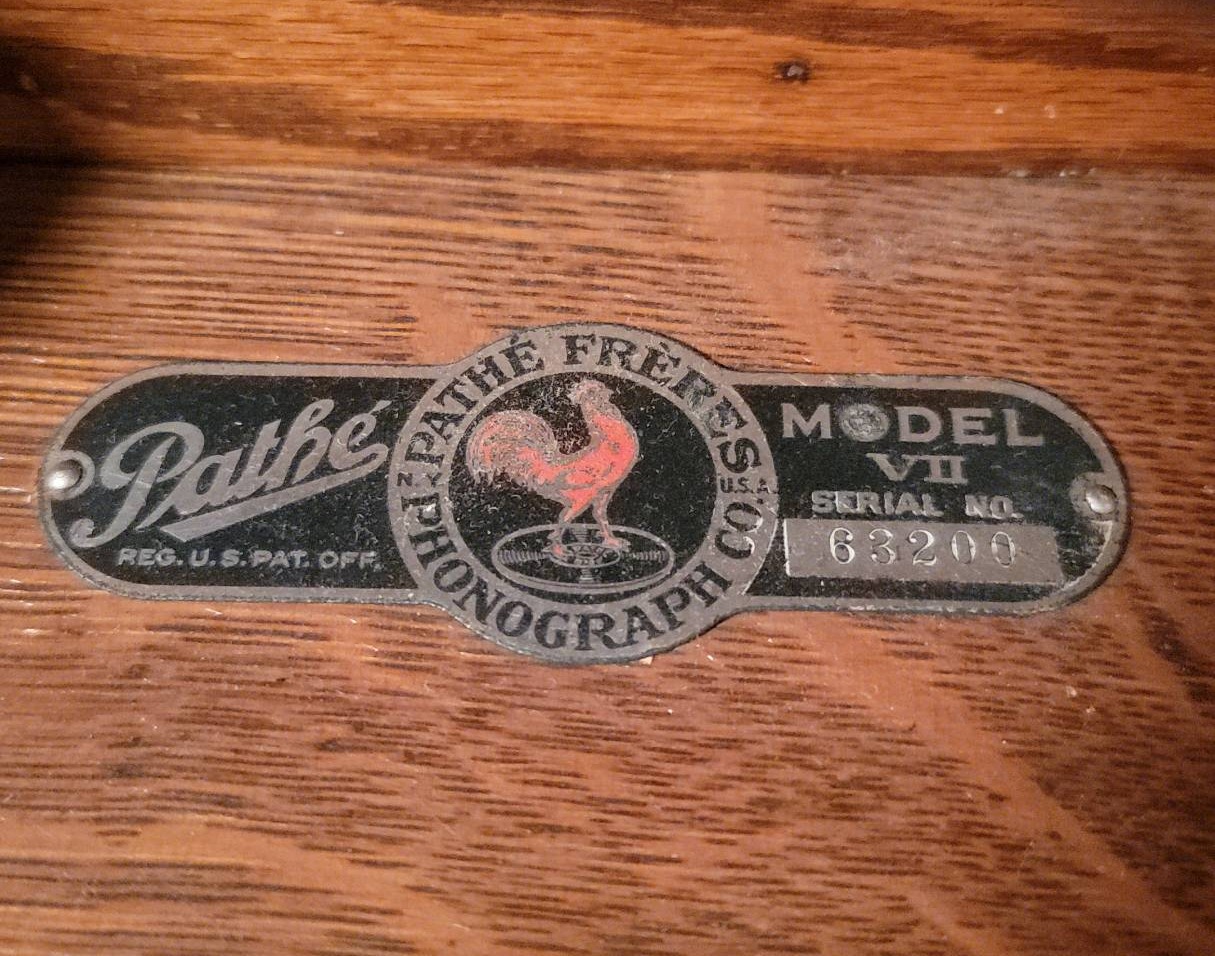 Pathé
REG. U.S. PAT. OFF.
PATHÉ FRÈRES
PHONOGRAPH CO.
N.Y.
U.S.A.
MODEL
VII
SERIAL NO.
63200